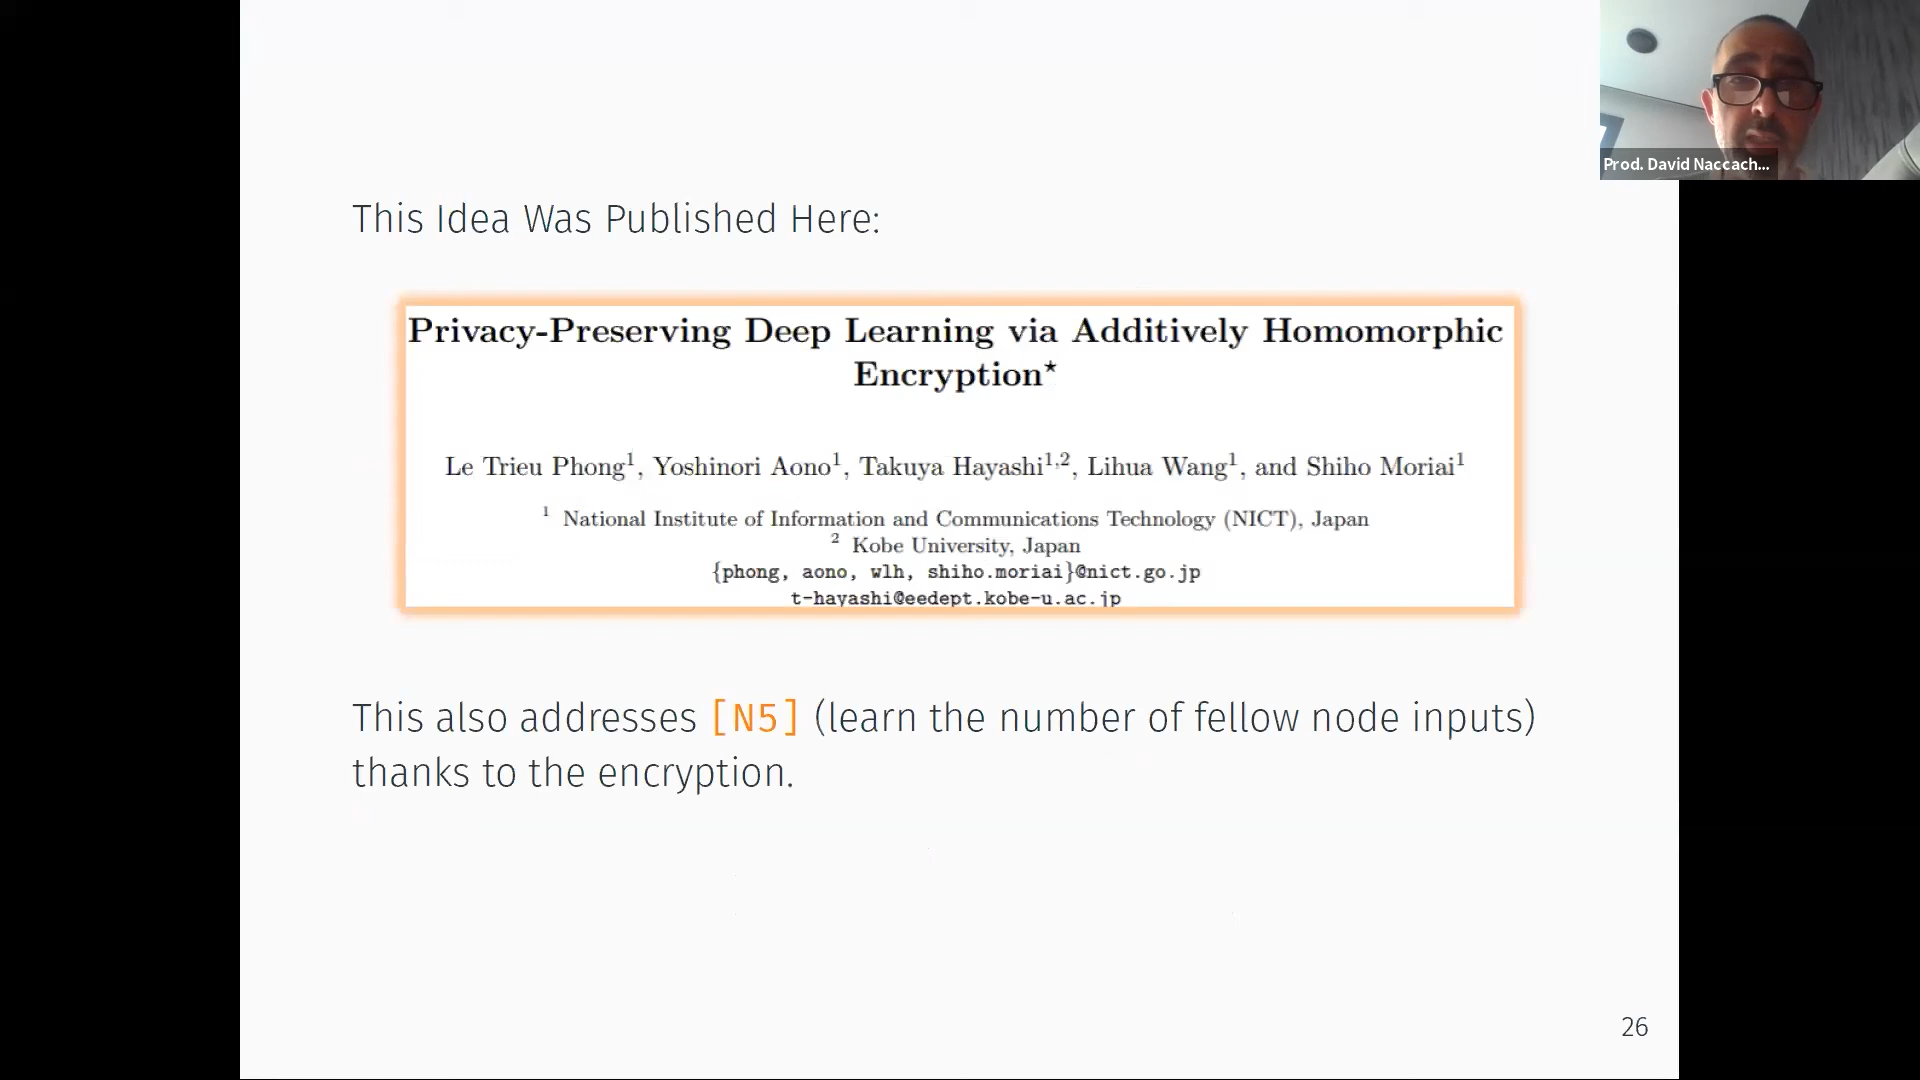 Prod. David Naccach...
This Idea Was Published Here:
Privacy-Preserving Deep Learning via Additively Homomorphic
Encryption*
Le Trieu Phong1, Yoshinori Aono1, Takuya Hayashi1,2, Lihua Wang1, and Shiho Moriai1
1 National Institute of Information and Communications Technology (NICT), Japan
2 Kobe University, Japan
{phong, aono, wlh, shiho.moriai}@nict.go.jp
t-hayashi@eedept.kobe-u.ac.jp
This also addresses [N5] (learn the number of fellow node inputs)
thanks to the encryption.
26